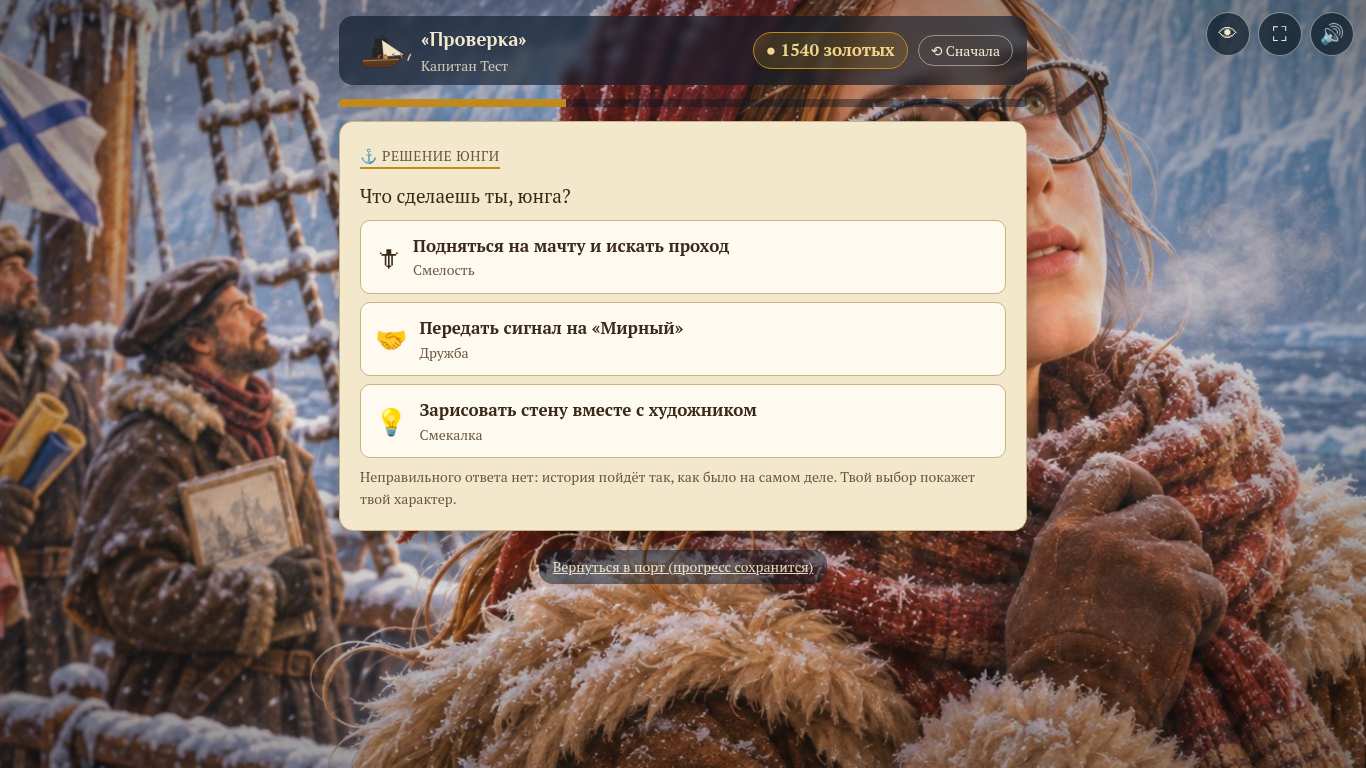 «Проверка»
Капитан Тест
● 1540 золотых
⟲ Сначала
⚓ РЕШЕНИЕ ЮНГИ
Что сделаешь ты, юнга?
Подняться на мачту и искать проход
Смелость
Передать сигнал на «Мирный»
Дружба
Зарисовать стену вместе с художником
Смекалка
Неправильного ответа нет: история пойдёт так, как было на самом деле. Твой выбор покажет
твой характер.
Вернуться в порт (прогресс сохранится)